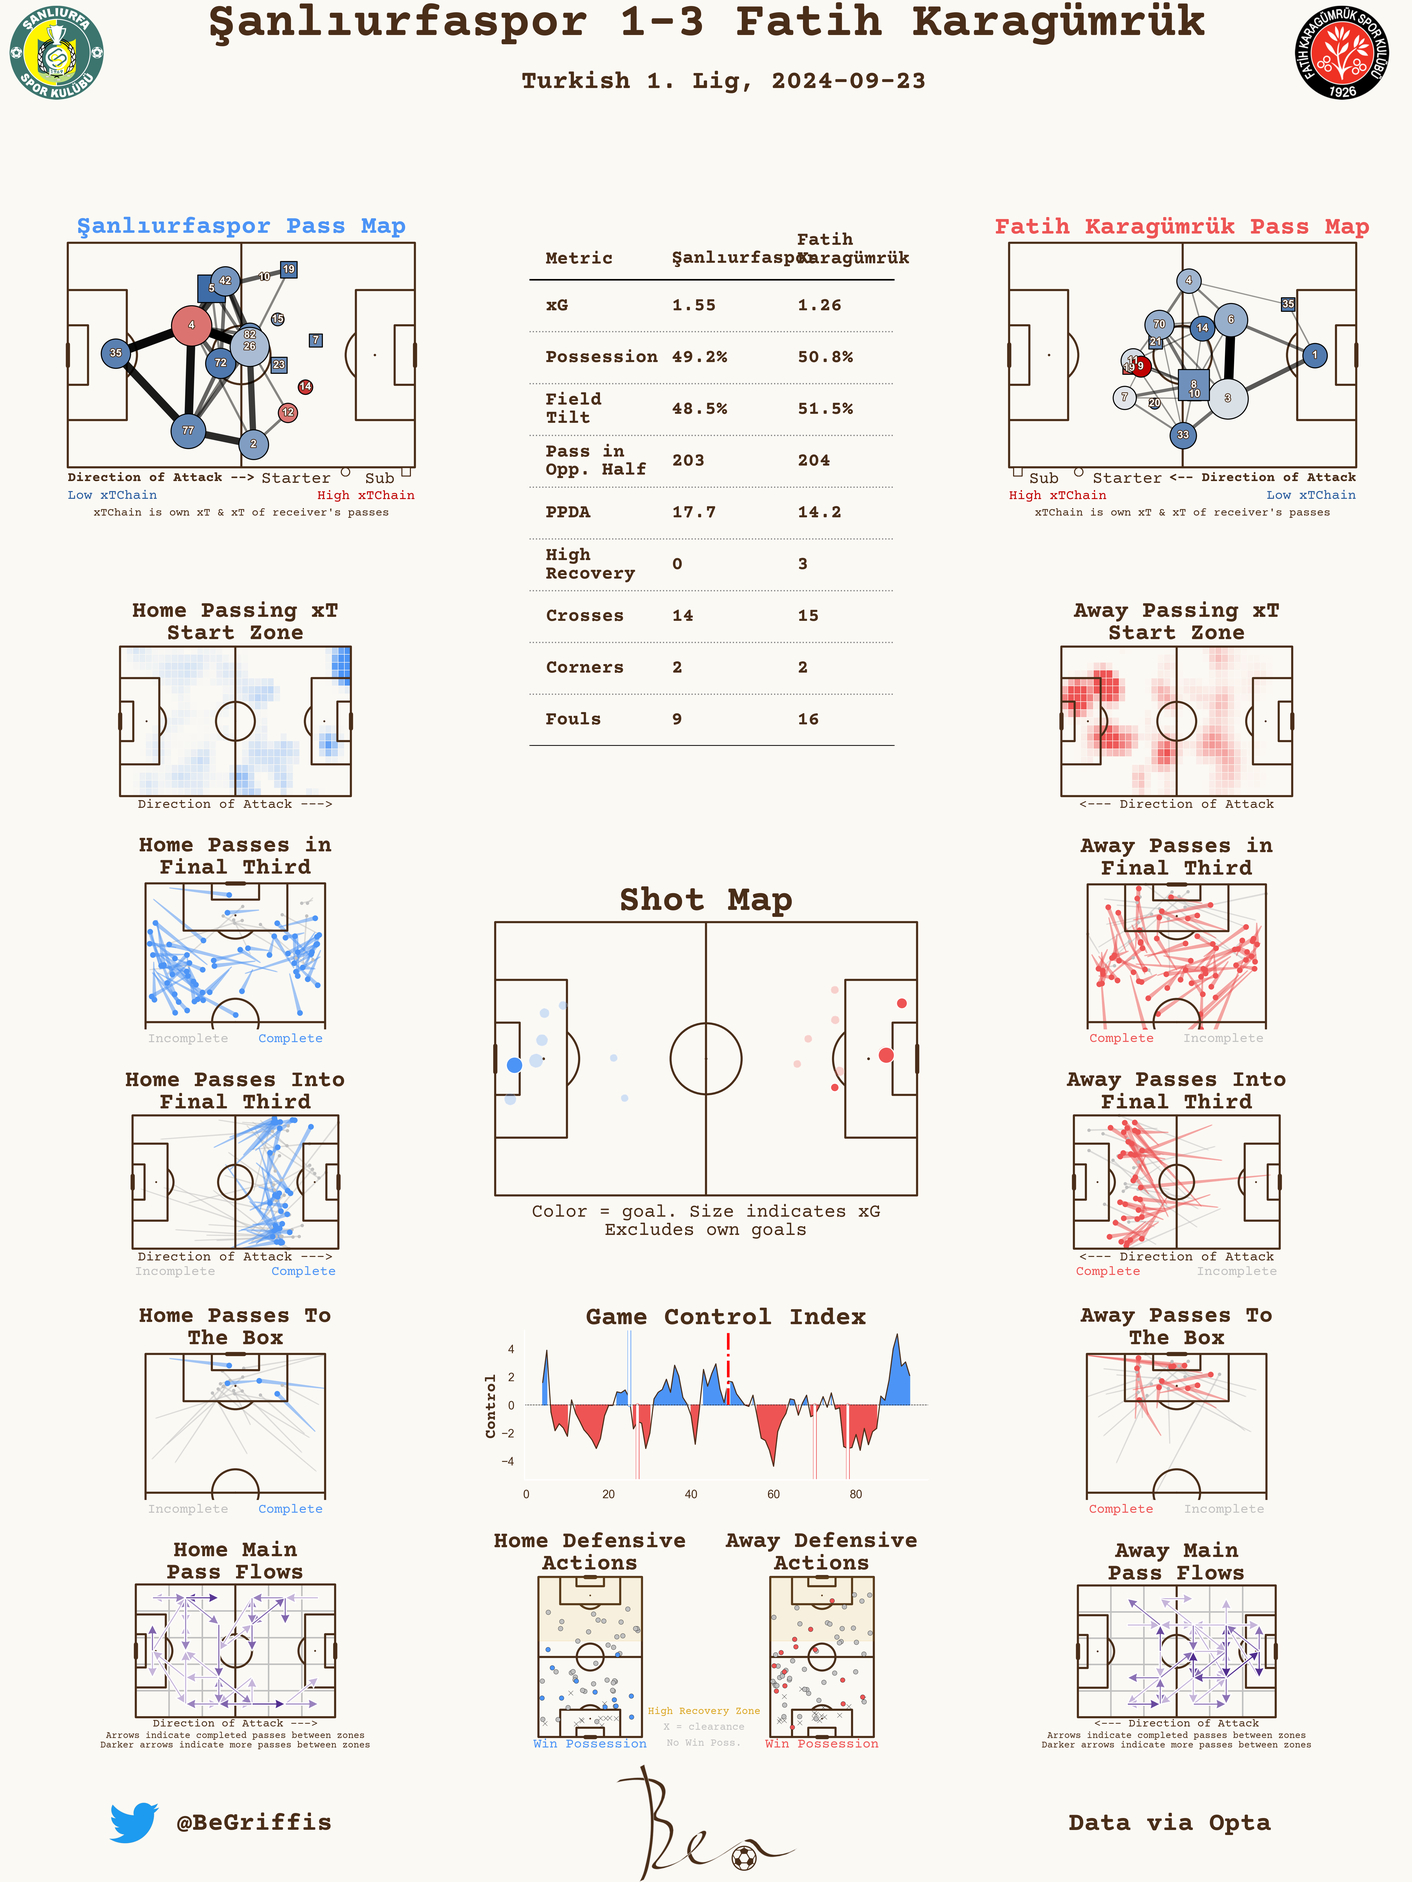 Şanlıurfaspor 1-3 Fatih Karagümrük
Turkish 1. Lig, 2024-09-23
ŞANLIURFA
SPOR KULÜBÜ
FATİH KARAGÜMRÜK SPOR KULÜBÜ
1926
Şanlıurfaspor Pass Map
35
4
5
42
10
19
15
82
26
72
7
23
14
12
77
2
Direction of Attack --> Starter Sub
Low xTChain High xTChain
xTChain is own xT & xT of receiver's passes
Metric Şanlıurfaspor Fatih Karagümrük
xG 1.55 1.26
Possession 49.2% 50.8%
Field Tilt 48.5% 51.5%
Pass in Opp. Half 203 204
PPDA 17.7 14.2
High Recovery 0 3
Crosses 14 15
Corners 2 2
Fouls 9 16
Fatih Karagümrük Pass Map
4
35
70
14
6
21
11
19
9
1
8
10
7
20
3
33
Sub Starter <-- Direction of Attack
High xTChain Low xTChain
xTChain is own xT & xT of receiver's passes
Home Passing xT
Start Zone
Direction of Attack --->
Away Passing xT
Start Zone
<--- Direction of Attack
Home Passes in
Final Third
Incomplete Complete
Away Passes in
Final Third
Complete Incomplete
Shot Map
Color = goal. Size indicates xG
Excludes own goals
Home Passes Into
Final Third
Direction of Attack --->
Incomplete Complete
Away Passes Into
Final Third
<--- Direction of Attack
Complete Incomplete
Home Passes To
The Box
Incomplete Complete
Game Control Index
Control
4
2
0
−2
−4
0 20 40 60 80
Away Passes To
The Box
Complete Incomplete
Home Main
Pass Flows
Direction of Attack --->
Arrows indicate completed passes between zones
Darker arrows indicate more passes between zones
Home Defensive
Actions
Win Possession
High Recovery Zone
X = clearance
No Win Poss.
Away Defensive
Actions
Win Possession
Away Main
Pass Flows
<--- Direction of Attack
Arrows indicate completed passes between zones
Darker arrows indicate more passes between zones
@BeGriffis
Ben
Data via Opta